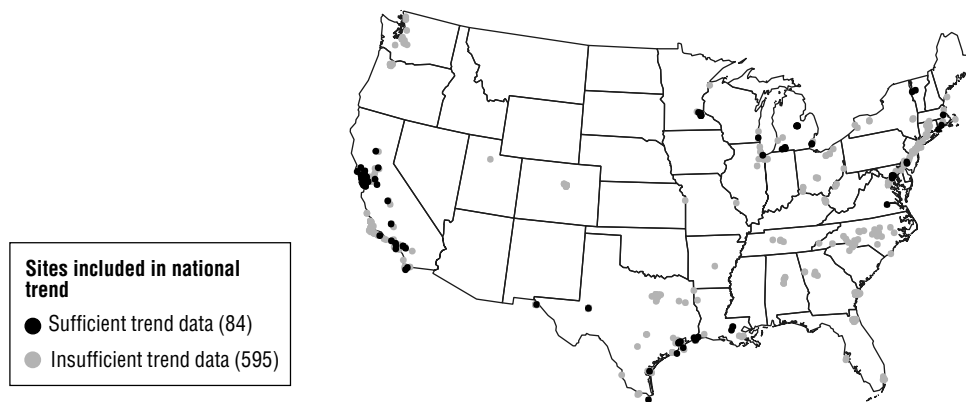 Sites included in national
trend
Sufficient trend data (84)
Insufficient trend data (595)